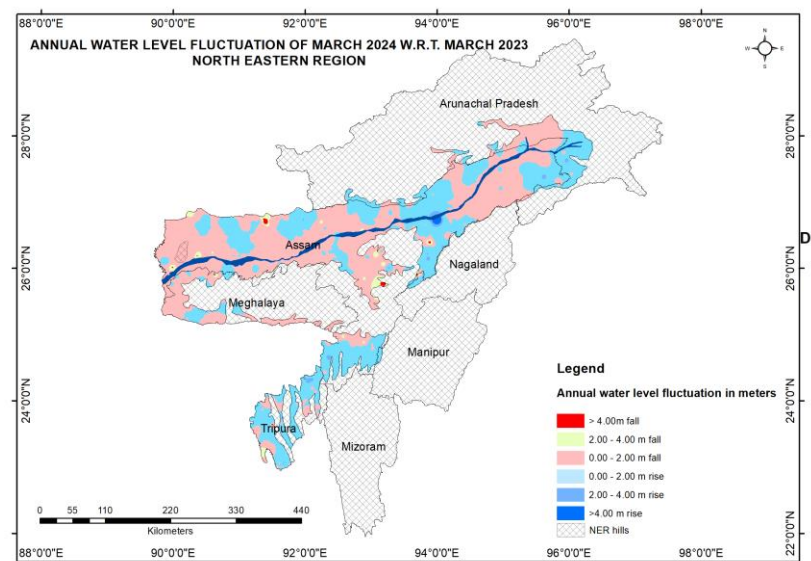 88°0'0"E 90°0'0"E 92°0'0"E 94°0'0"E 96°0'0"E 98°0'0"E
ANNUAL WATER LEVEL FLUCTUATION OF MARCH 2024 W.R.T. MARCH 2023
NORTH EASTERN REGION
N
W E
S
Arunachal Pradesh
28°0'0"N 28°0'0"N
D
Assam
26°0'0"N 26°0'0"N
Nagaland
Meghalaya
Manipur
24°0'0"N 24°0'0"N
Tripura
Mizoram
22°0'0"N 22°0'0"N
Legend
Annual water level fluctuation in meters
> 4.00m fall
2.00 - 4.00 m fall
0.00 - 2.00 m fall
0.00 - 2.00 m rise
2.00 - 4.00 m rise
>4.00 m rise
NER hills
0 55 110 220 330 440
Kilometers
88°0'0"E 90°0'0"E 92°0'0"E 94°0'0"E 96°0'0"E 98°0'0"E